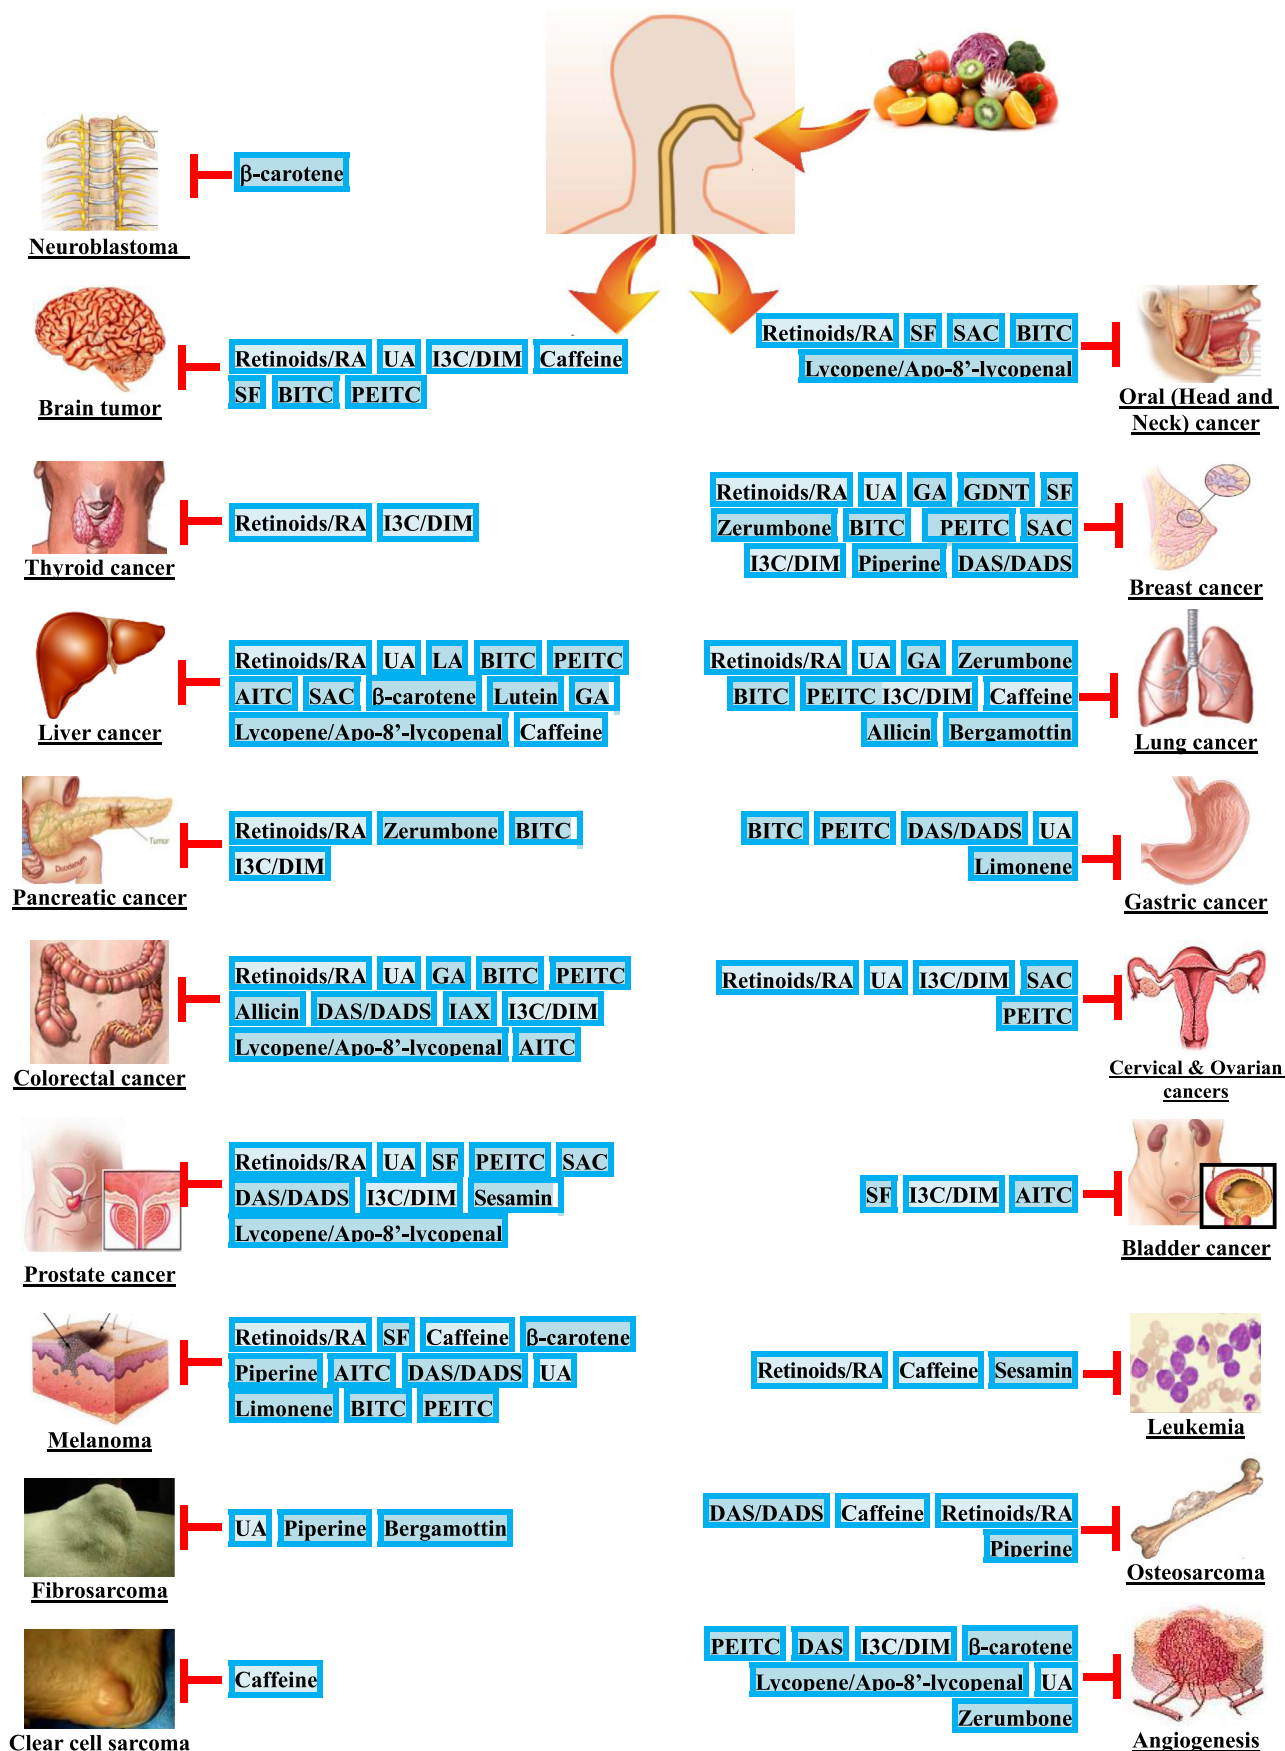 β-carotene
Neuroblastoma
Retinoids/RA UA I3C/DIM Caffeine
SF BITC PEITC
Brain tumor
Retinoids/RA SF SAC BITC
Lycopene/Apo-8’-lycopenal
Oral (Head and
Neck) cancer
Retinoids/RA I3C/DIM
Thyroid cancer
Retinoids/RA UA GA GDNT SF
Zerumbone BITC PEITC SAC
I3C/DIM Piperine DAS/DADS
Breast cancer
Retinoids/RA UA LA BITC PEITC
AITC SAC β-carotene Lutein GA
Lycopene/Apo-8’-lycopenal Caffeine
Liver cancer
Retinoids/RA UA GA Zerumbone
BITC PEITC I3C/DIM Caffeine
Allicin Bergamottin
Lung cancer
Retinoids/RA Zerumbone BITC
I3C/DIM
Tumor
Duodenum
Pancreatic cancer
BITC PEITC DAS/DADS UA
Limonene
Gastric cancer
Retinoids/RA UA GA BITC PEITC
Allicin DAS/DADS IAX I3C/DIM
Lycopene/Apo-8’-lycopenal AITC
Colorectal cancer
Retinoids/RA UA I3C/DIM SAC
PEITC
Cervical & Ovarian
cancers
Retinoids/RA UA SF PEITC SAC
DAS/DADS I3C/DIM Sesamin
Lycopene/Apo-8’-lycopenal
Prostate cancer
SF I3C/DIM AITC
Bladder cancer
Retinoids/RA SF Caffeine β-carotene
Piperine AITC DAS/DADS UA
Limonene BITC PEITC
Melanoma
Retinoids/RA Caffeine Sesamin
Leukemia
UA Piperine Bergamottin
Fibrosarcoma
DAS/DADS Caffeine Retinoids/RA
Piperine
Osteosarcoma
Caffeine
Clear cell sarcoma
PEITC DAS I3C/DIM β-carotene
Lycopene/Apo-8’-lycopenal UA
Zerumbone
Angiogenesis